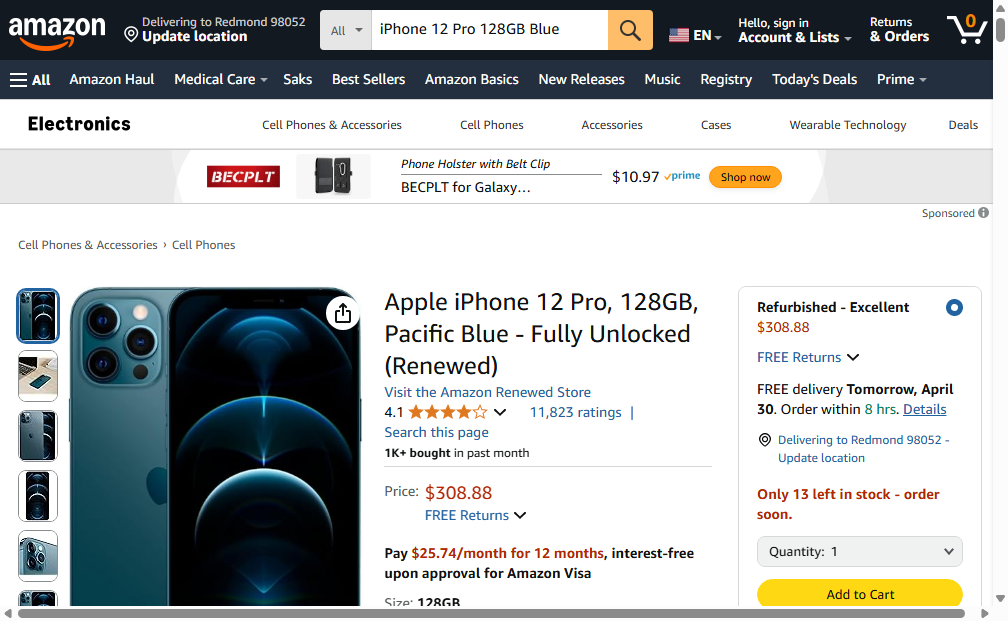 amazon
Delivering to Redmond 98052
Update location
All
iPhone 12 Pro 128GB Blue
EN
Hello, sign in
Account & Lists
Returns
& Orders
0
All
Amazon Haul
Medical Care
Saks
Best Sellers
Amazon Basics
New Releases
Music
Registry
Today's Deals
Prime
Electronics
Cell Phones & Accessories
Cell Phones
Accessories
Cases
Wearable Technology
Deals
BECPLT
Phone Holster with Belt Clip
BECPLT for Galaxy…
$10.97
prime
Shop now
Sponsored
Cell Phones & Accessories › Cell Phones
Apple iPhone 12 Pro, 128GB,
Pacific Blue - Fully Unlocked
(Renewed)
Visit the Amazon Renewed Store
4.1
11,823 ratings |
Search this page
1K+ bought in past month
Price: $308.88
FREE Returns
Pay $25.74/month for 12 months, interest-free
upon approval for Amazon Visa
Size: 128GB
Refurbished - Excellent
$308.88
FREE Returns
FREE delivery Tomorrow, April
30. Order within 8 hrs. Details
Delivering to Redmond 98052 -
Update location
Only 13 left in stock - order
soon.
Quantity: 1
Add to Cart